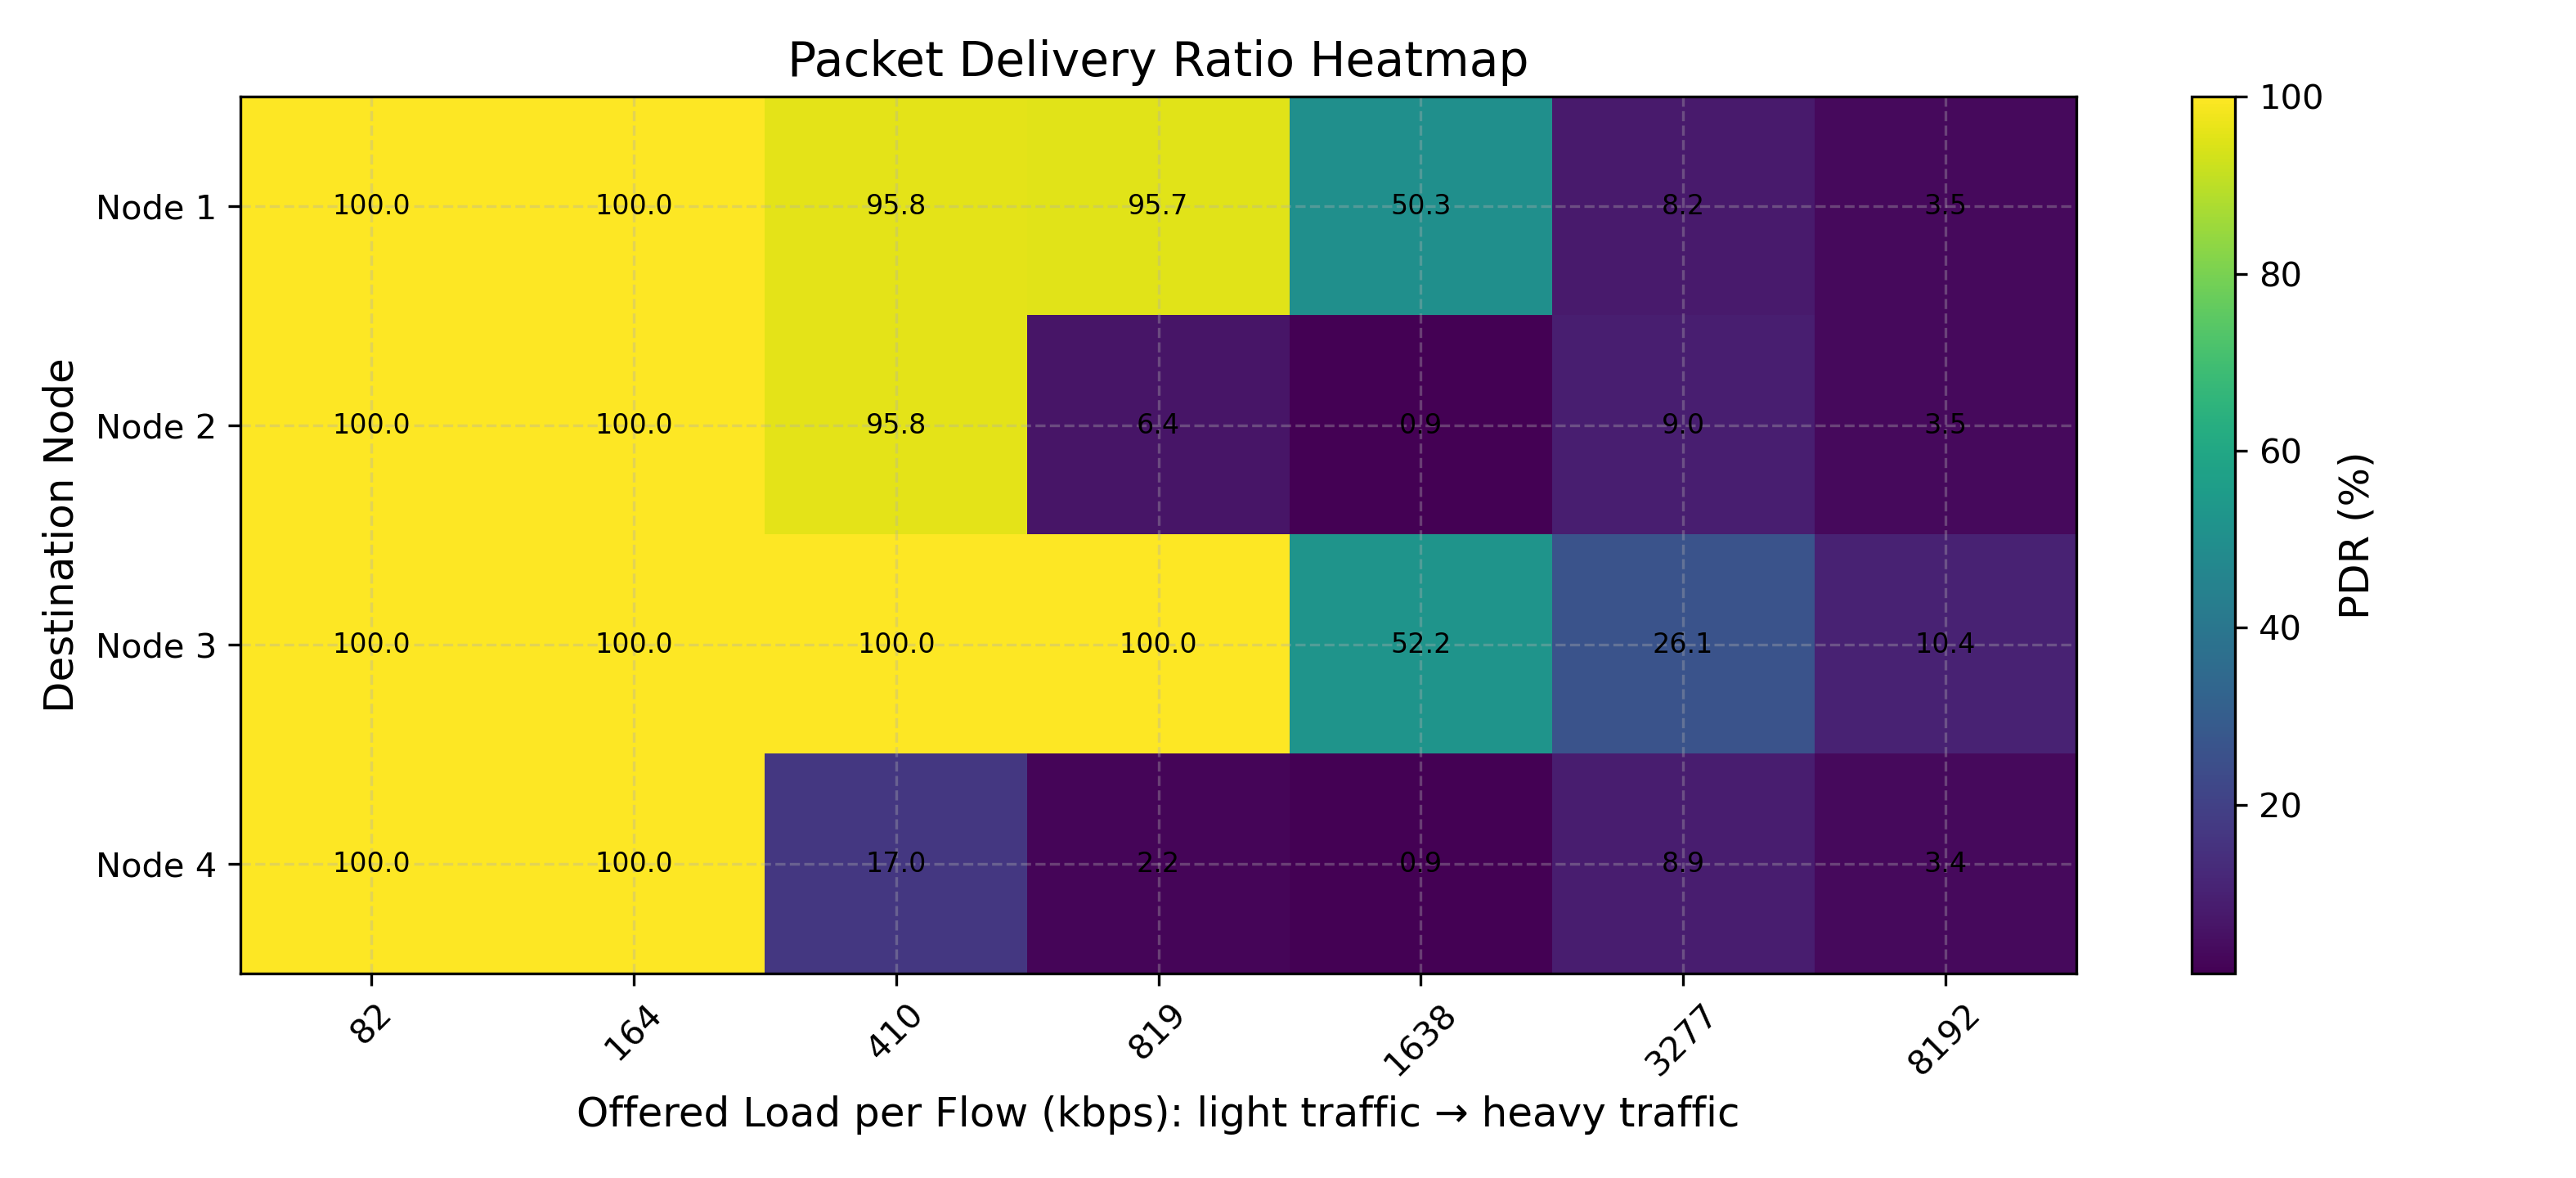 Packet Delivery Ratio Heatmap
Destination Node
Node 1 100.0 100.0 95.8 95.7 50.3 8.2 3.5
Node 2 100.0 100.0 95.8 6.4 0.9 9.0 3.5
Node 3 100.0 100.0 100.0 100.0 52.2 26.1 10.4
Node 4 100.0 100.0 17.0 2.2 0.9 8.9 3.4
82 164 410 819 1638 3277 8192
Offered Load per Flow (kbps): light traffic → heavy traffic
100
80
60
40
20
PDR (%)